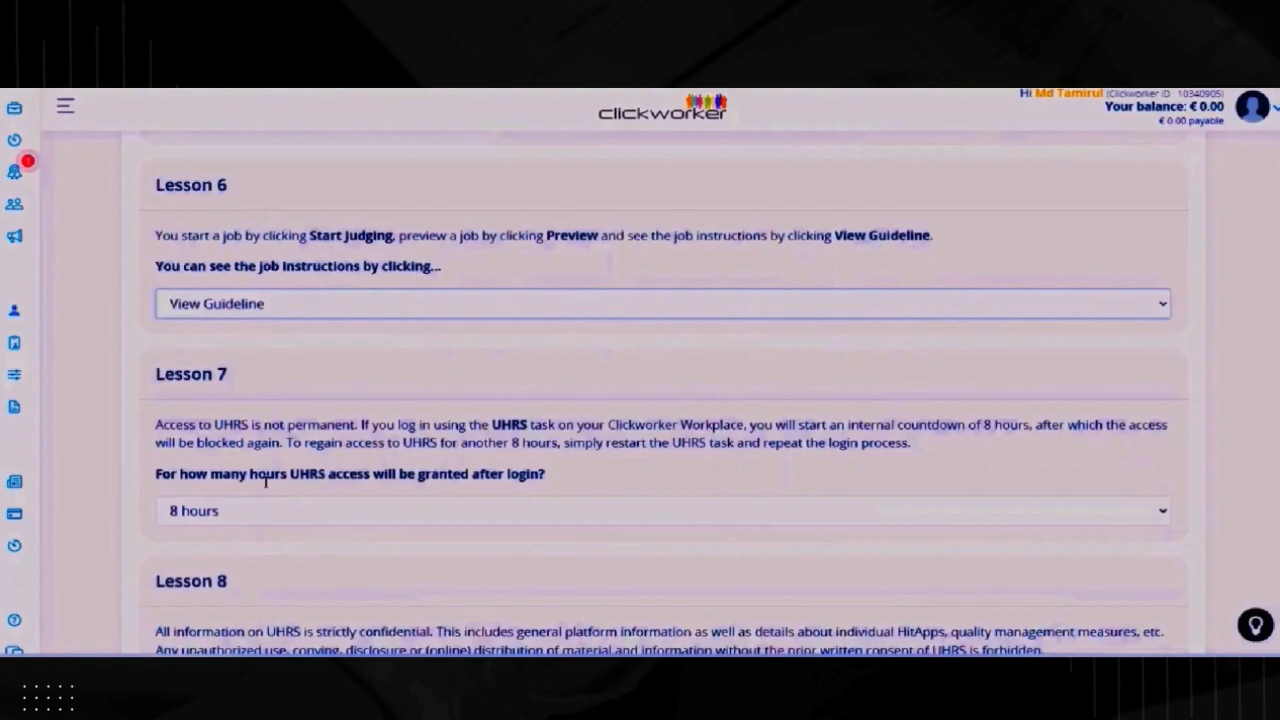 clickworker
Hi Md Tamirul (Clickworker ID: 10340905)
Your balance: € 0.00
€ 0.00 payable
Lesson 6
You start a job by clicking Start Judging, preview a job by clicking Preview and see the job instructions by clicking View Guideline.
You can see the job instructions by clicking...
View Guideline
Lesson 7
Access to UHRS is not permanent. If you log in using the UHRS task on your Clickworker Workplace, you will start an internal countdown of 8 hours, after which the access
will be blocked again. To regain access to UHRS for another 8 hours, simply restart the UHRS task and repeat the login process.
For how many hours UHRS access will be granted after login?
8 hours
Lesson 8
All information on UHRS is strictly confidential. This includes general platform information as well as details about individual HitApps, quality management measures, etc.
Any unauthorized use, copying, disclosure or (online) distribution of material and information without the prior written consent of UHRS is forbidden.